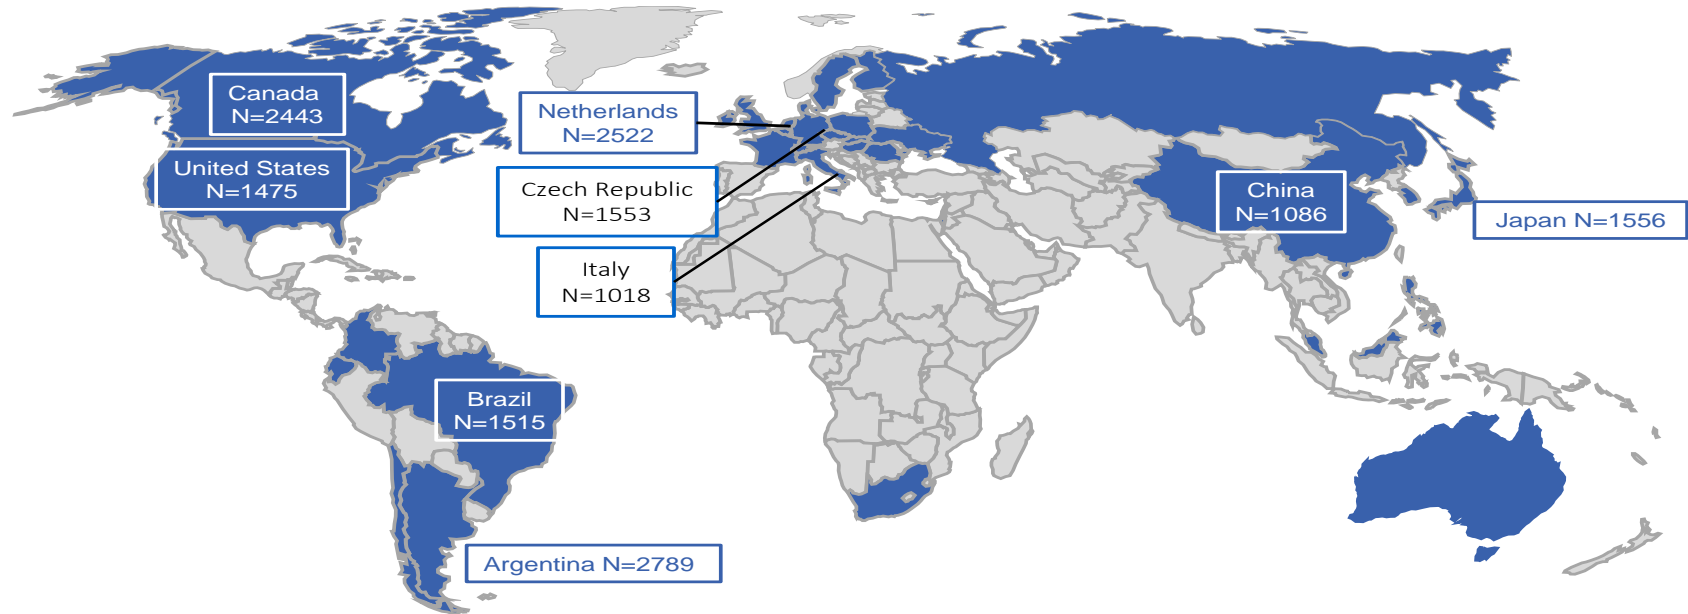 Canada
N=2443
United States
N=1475
Netherlands
N=2522
Czech Republic
N=1553
Italy
N=1018
China
N=1086
Japan N=1556
Brazil
N=1515
Argentina N=2789